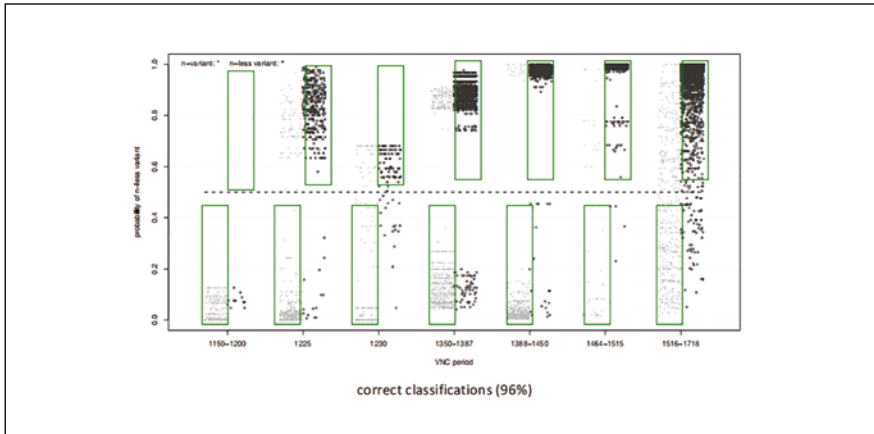 n=variant: °   n=less variant: *
probability of n=less variant
1.0
0.8
0.6
0.4
0.2
0.0
1150=1200 1225 1230 1350=1387 1388=1450 1464=1515 1516=1718
VNC period
correct classifications (96%)